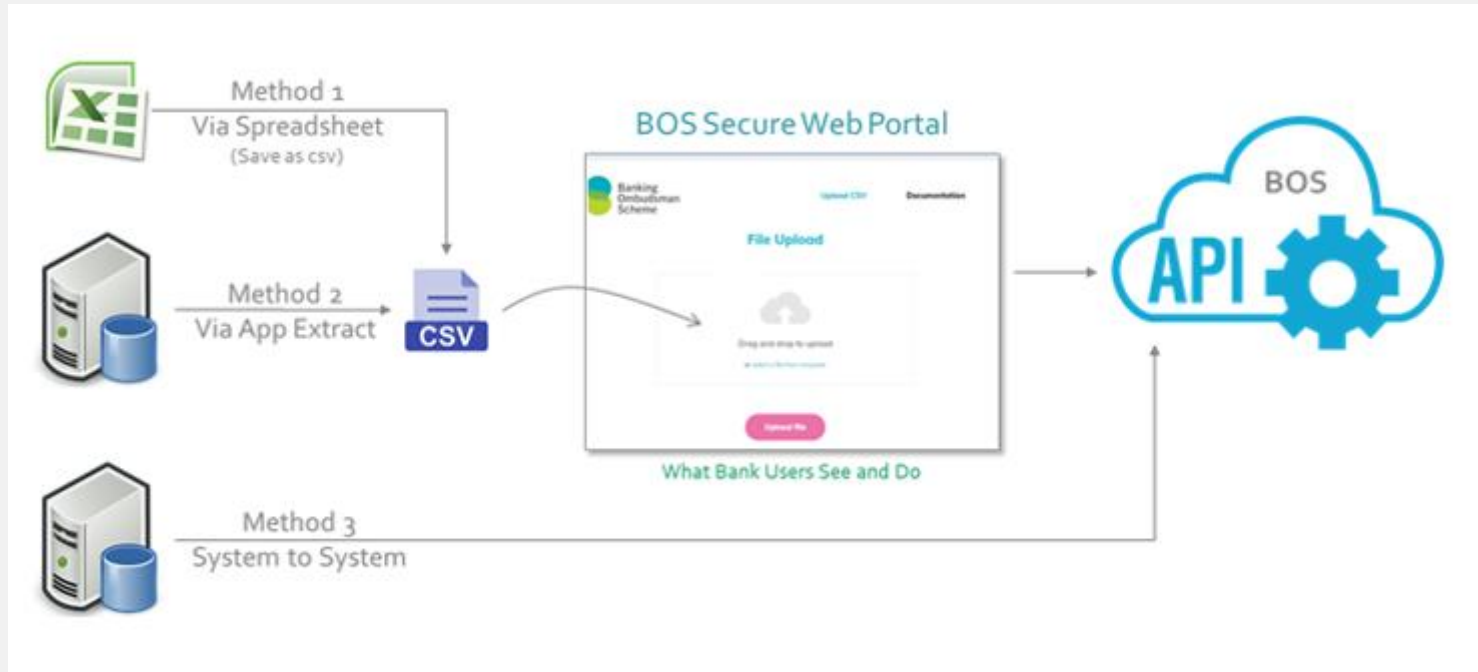 Method 1
Via Spreadsheet
(Save as csv)
BOS Secure Web Portal
Banking
Ombudsman
Scheme
Upload CSV
Documentation
File Upload
BOS
API
Method 2
Via App Extract
CSV
Drag and drop to upload
Upload file
What Bank Users See and Do
Method 3
System to System